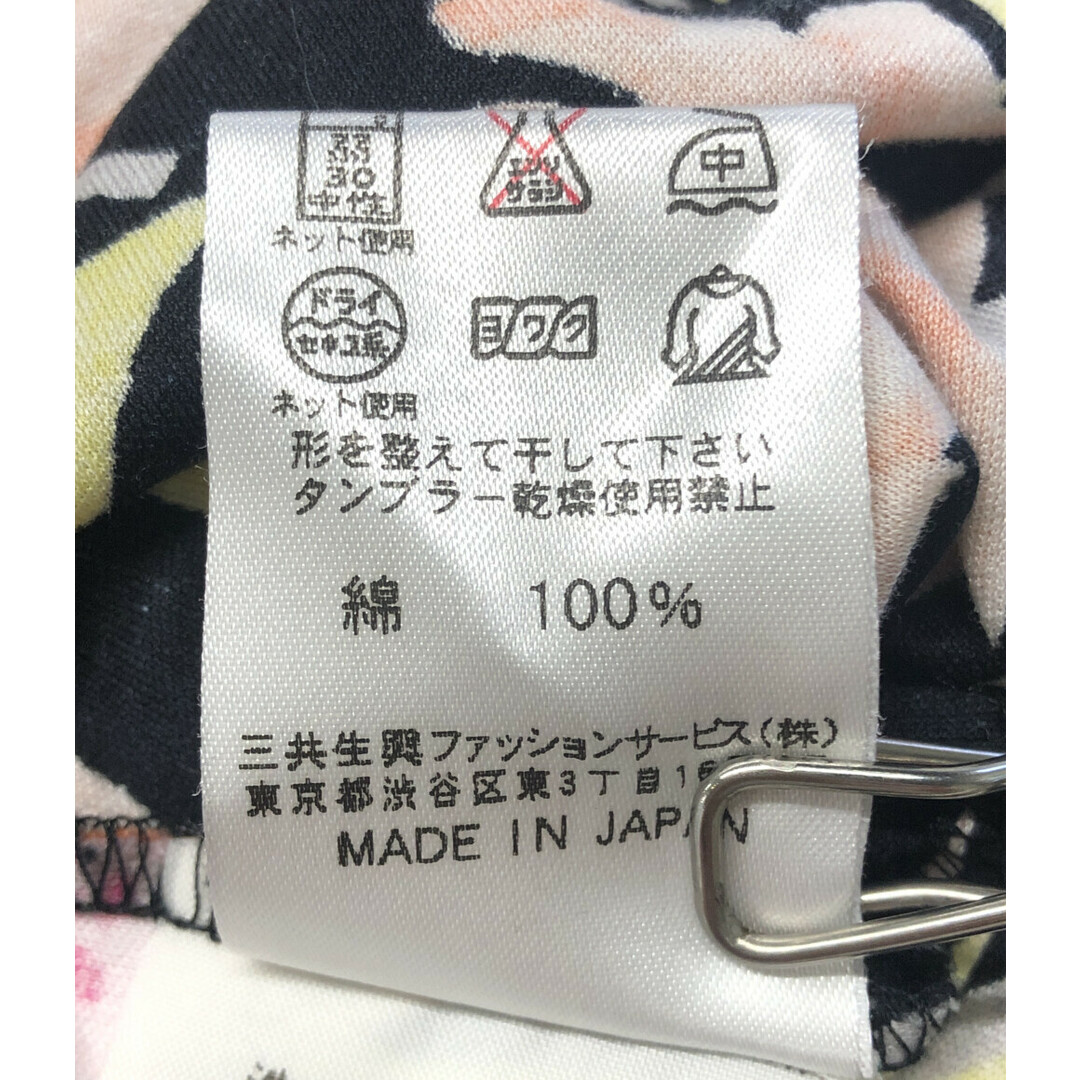 弱
30
中性
ネット使用
エンソ
サラシ
中
ドライ
セキユ系
ネット使用
ヨワク
形を整えて干して下さい
タンブラー乾燥使用禁止
綿 100%
三共生興ファッションサービス(株)
東京都渋谷区東3丁目16
MADE IN JAPAN